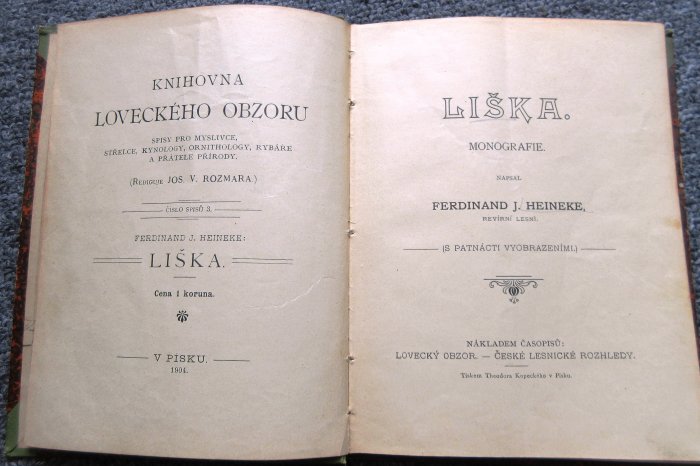 KNIHOVNA
LOVECKÉHO OBZORU
SPISY PRO MYSLIVCE,
STŘELCE, KYNOLOGY, ORNITHOLOGY, RYBÁŘE
A PŘÁTELE PŘÍRODY.
(REDIGUJE JOS. V. ROZMARA.)
ČÍSLO SPISŮ 3.
FERDINAND J. HEINEKE:
LIŠKA.
Cena 1 koruna.
V PÍSKU.
1904.
LIŠKA.
MONOGRAFIE.
NAPSAL
FERDINAND J. HEINEKE,
REVÍRNÍ LESNÍ.
(S PATNÁCTI VYOBRAZENÍMI.)
NÁKLADEM ČASOPISŮ:
LOVECKÝ OBZOR. — ČESKÉ LESNICKÉ ROZHLEDY.
Tiskem Theodora Kopeckého v Písku.